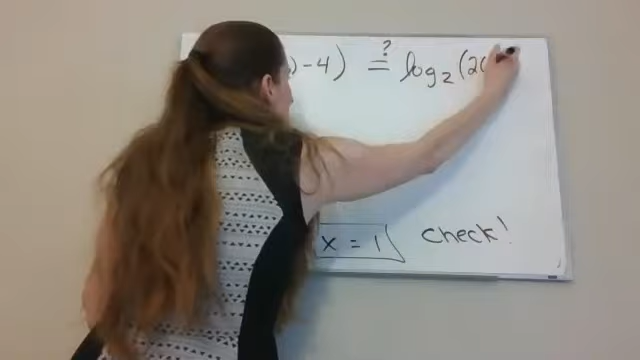 ) - 4) ?= log₂(2(
x = 1 check!